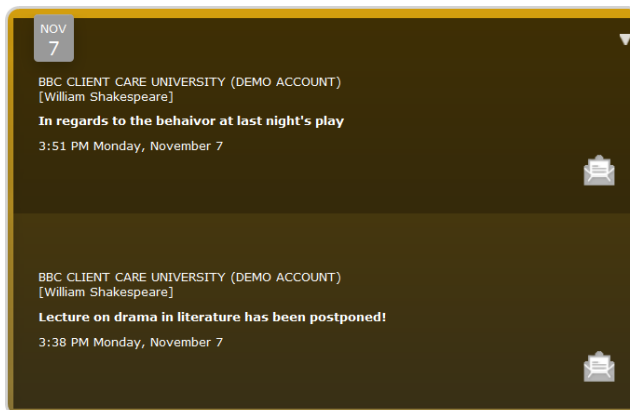 NOV
7
BBC CLIENT CARE UNIVERSITY (DEMO ACCOUNT)
[William Shakespeare]
In regards to the behaivor at last night's play
3:51 PM Monday, November 7
BBC CLIENT CARE UNIVERSITY (DEMO ACCOUNT)
[William Shakespeare]
Lecture on drama in literature has been postponed!
3:38 PM Monday, November 7